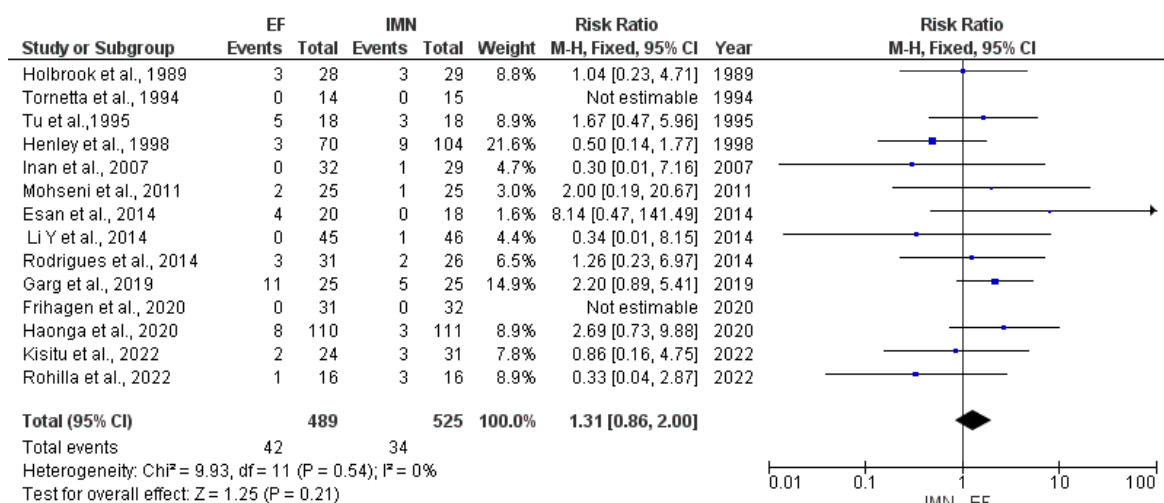 EF IMN Risk Ratio Risk Ratio
Study or Subgroup Events Total Events Total Weight M-H, Fixed, 95% CI Year M-H, Fixed, 95% CI
Holbrook et al., 1989 3 28 3 29 8.8% 1.04 [0.23, 4.71] 1989
Tornetta et al., 1994 0 14 0 15 Not estimable 1994
Tu et al.,1995 5 18 3 18 8.9% 1.67 [0.47, 5.96] 1995
Henley et al., 1998 3 70 9 104 21.6% 0.50 [0.14, 1.77] 1998
Inan et al., 2007 0 32 1 29 4.7% 0.30 [0.01, 7.16] 2007
Mohseni et al., 2011 2 25 1 25 3.0% 2.00 [0.19, 20.67] 2011
Esan et al., 2014 4 20 0 18 1.6% 8.14 [0.47, 141.49] 2014
Li Y et al., 2014 0 45 1 46 4.4% 0.34 [0.01, 8.15] 2014
Rodrigues et al., 2014 3 31 2 26 6.5% 1.26 [0.23, 6.97] 2014
Garg et al., 2019 11 25 5 25 14.9% 2.20 [0.89, 5.41] 2019
Frihagen et al., 2020 0 31 0 32 Not estimable 2020
Haonga et al., 2020 8 110 3 111 8.9% 2.69 [0.73, 9.88] 2020
Kisitu et al., 2022 2 24 3 31 7.8% 0.86 [0.16, 4.75] 2022
Rohilla et al., 2022 1 16 3 16 8.9% 0.33 [0.04, 2.87] 2022
Total (95% CI) 489 525 100.0% 1.31 [0.86, 2.00]
Total events 42 34
Heterogeneity: Chi² = 9.93, df = 11 (P = 0.54); I² = 0%
Test for overall effect: Z = 1.25 (P = 0.21)
0.01 0.1 1 10 100
IMN EF